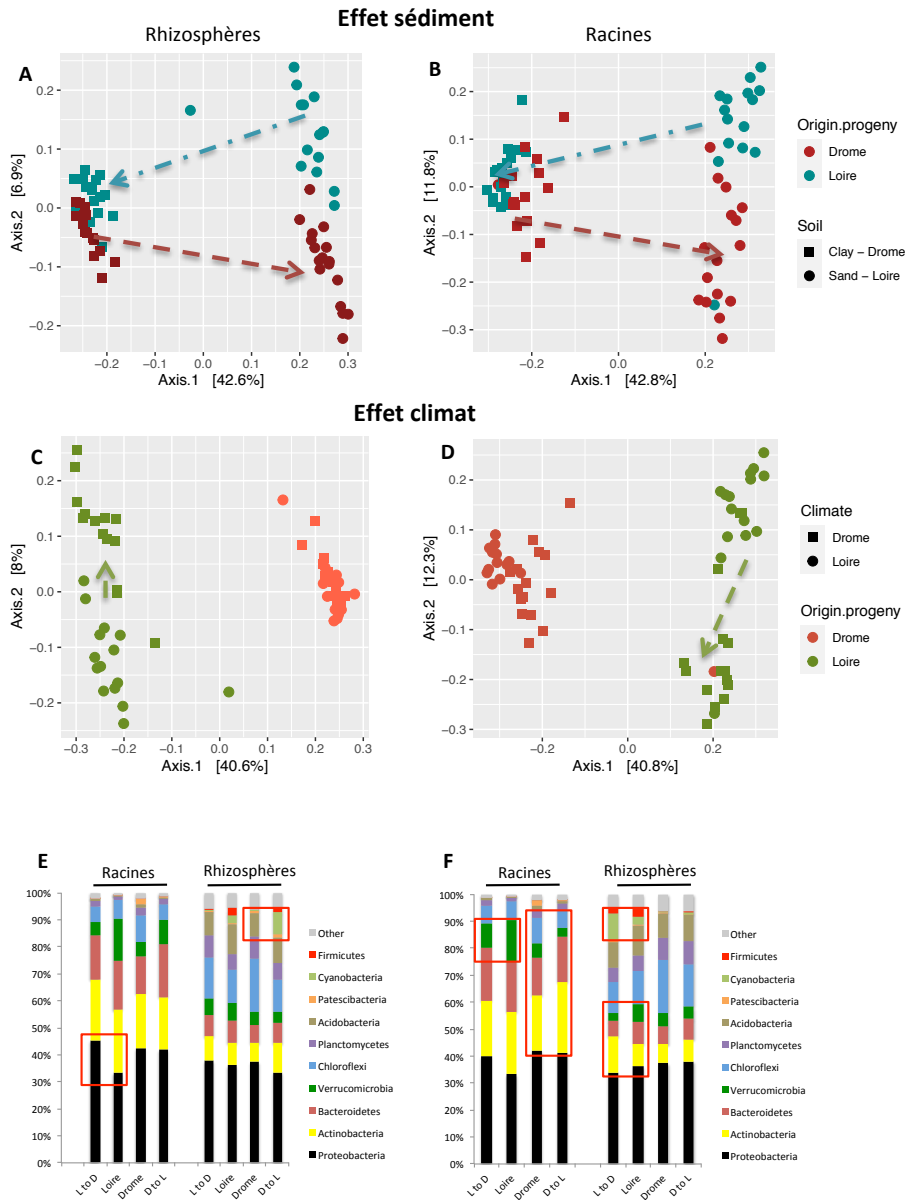 Effet sédiment
Rhizosphères
Racines
A
Axis.2 [6.9%]
0.2
0.1
0.0
−0.1
−0.2
−0.2 −0.1 0.0 0.1 0.2 0.3
Axis.1 [42.6%]
B
Axis.2 [11.8%]
0.2
0.1
0.0
−0.1
−0.2
−0.3
−0.2 0.0 0.2
Axis.1 [42.8%]
Origin.progeny
Drome
Loire
Soil
Clay − Drome
Sand − Loire
Effet climat
C
Axis.2 [8%]
0.2
0.1
0.0
−0.1
−0.2
−0.3 −0.2 −0.1 0.0 0.1 0.2 0.3
Axis.1 [40.6%]
D
Axis.2 [12.3%]
0.2
0.1
0.0
−0.1
−0.2
−0.3
−0.2 0.0 0.2
Axis.1 [40.8%]
Climate
Drome
Loire
Origin.progeny
Drome
Loire
E
Racines
Rhizosphères
100%
90%
80%
70%
60%
50%
40%
30%
20%
10%
0%
L to D Loire Drome D to L L to D Loire Drome D to L
Other
Firmicutes
Cyanobacteria
Patescibacteria
Acidobacteria
Planctomycetes
Chloroflexi
Verrucomicrobia
Bacteroidetes
Actinobacteria
Proteobacteria
F
Racines
Rhizosphères
100%
90%
80%
70%
60%
50%
40%
30%
20%
10%
0%
L to D Loire Drome D to L L to D Loire Drome D to L
Other
Firmicutes
Cyanobacteria
Patescibacteria
Acidobacteria
Planctomycetes
Chloroflexi
Verrucomicrobia
Bacteroidetes
Actinobacteria
Proteobacteria